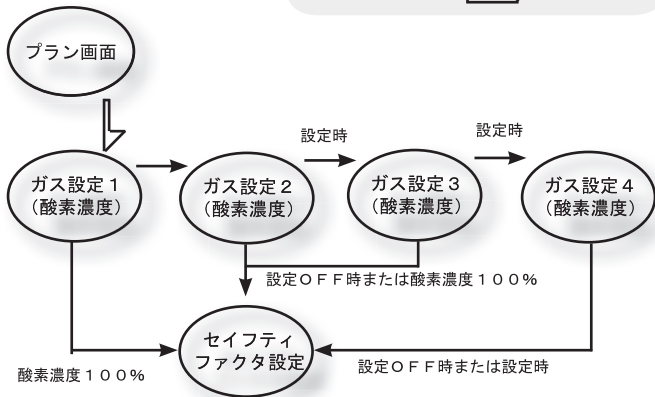 プラン画面
設定時
設定時
ガス設定１
（酸素濃度）
ガス設定２
（酸素濃度）
ガス設定３
（酸素濃度）
ガス設定４
（酸素濃度）
設定ＯＦＦ時または酸素濃度１００％
セイフティ
ファクタ設定
酸素濃度１００％
設定ＯＦＦ時または設定時